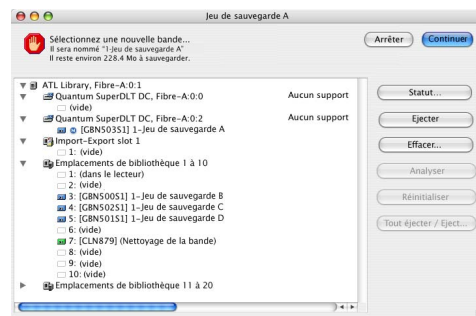 Jeu de sauvegarde A
Sélectionnez une nouvelle bande...
Il sera nommé "1-Jeu de sauvegarde A"
Il reste environ 228.4 Mo à sauvegarder.
Arrêter
Continuer
ATL Library, Fibre-A:0:1
Quantum SuperDLT DC, Fibre-A:0:0 Aucun support
(vide)
Quantum SuperDLT DC, Fibre-A:0:2 Aucun support
[GBN503S1] 1-Jeu de sauvegarde A
Import-Export slot 1
1: (vide)
Emplacements de bibliothèque 1 à 10
1: (dans le lecteur)
2: (vide)
3: [GBN500S1] 1-Jeu de sauvegarde B
4: [GBN502S1] 1-Jeu de sauvegarde C
5: [GBN501S1] 1-Jeu de sauvegarde D
6: (vide)
7: [CLN879] (Nettoyage de la bande)
8: (vide)
9: (vide)
10: (vide)
Emplacements de bibliothèque 11 à 20
Statut...
Ejecter
Effacer...
Analyser
Réinitialiser
Tout éjecter / Eject...